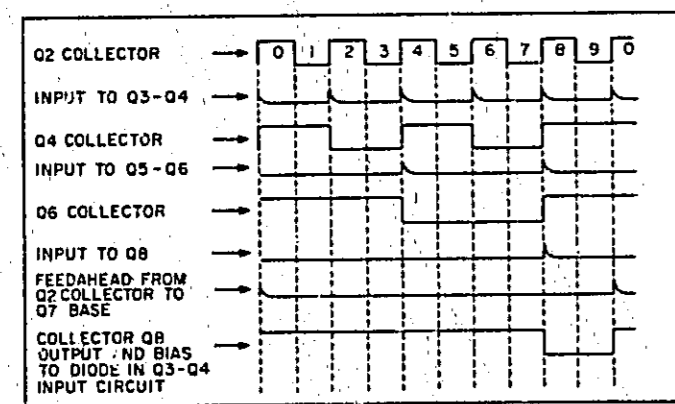 Q2 COLLECTOR
0 1 2 3 4 5 6 7 8 9 0
INPUT TO Q3-Q4
Q4 COLLECTOR
INPUT TO Q5-Q6
Q6 COLLECTOR
INPUT TO Q8
FEEDAHEAD FROM
Q2 COLLECTOR TO
Q7 BASE
COLLECTOR Q8
OUTPUT AND BIAS
TO DIODE IN Q3-Q4
INPUT CIRCUIT